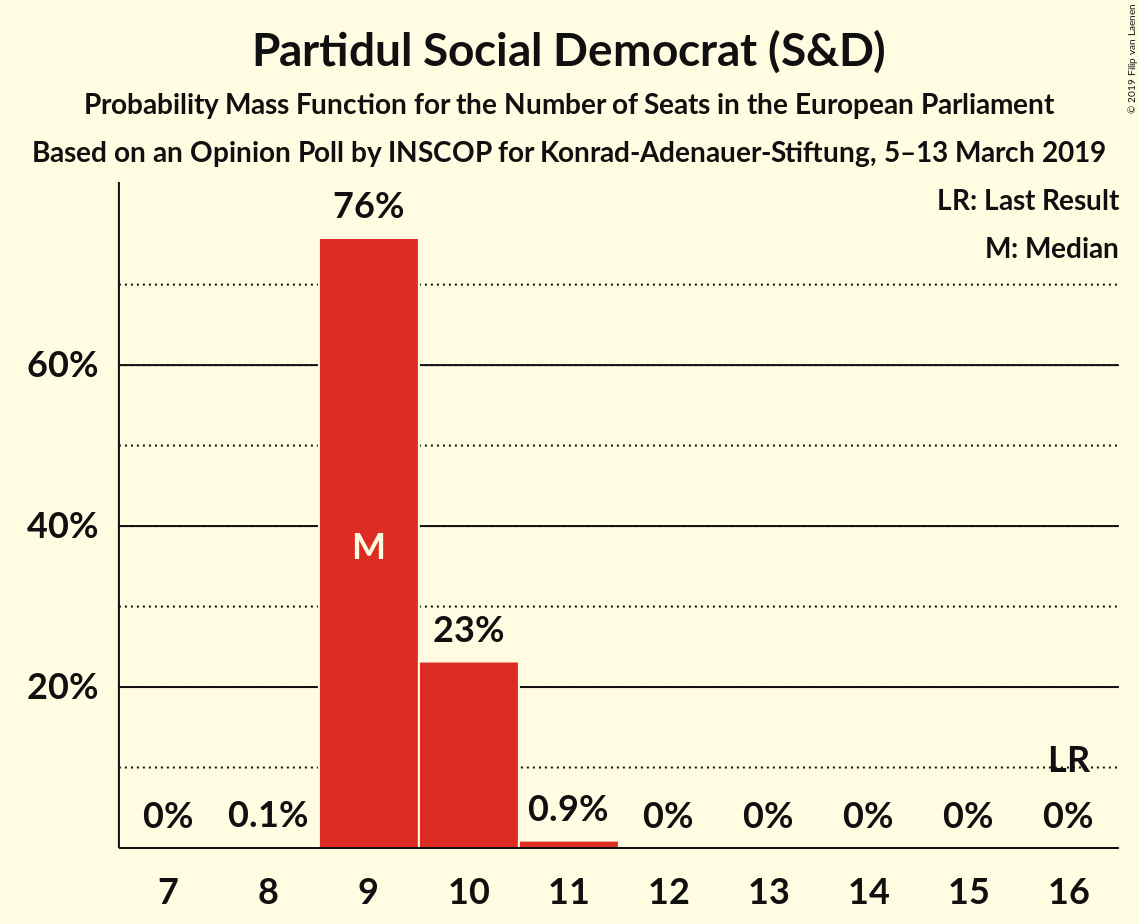 Partidul Social Democrat (S&D)
Probability Mass Function for the Number of Seats in the European Parliament
Based on an Opinion Poll by INSCOP for Konrad-Adenauer-Stiftung, 5–13 March 2019
© 2019 Filip van Laenen
LR: Last Result
M: Median
76%
60%
40%
M
23%
20%
LR
0% 0.1% 0.9% 0% 0% 0% 0% 0%
7 8 9 10 11 12 13 14 15 16